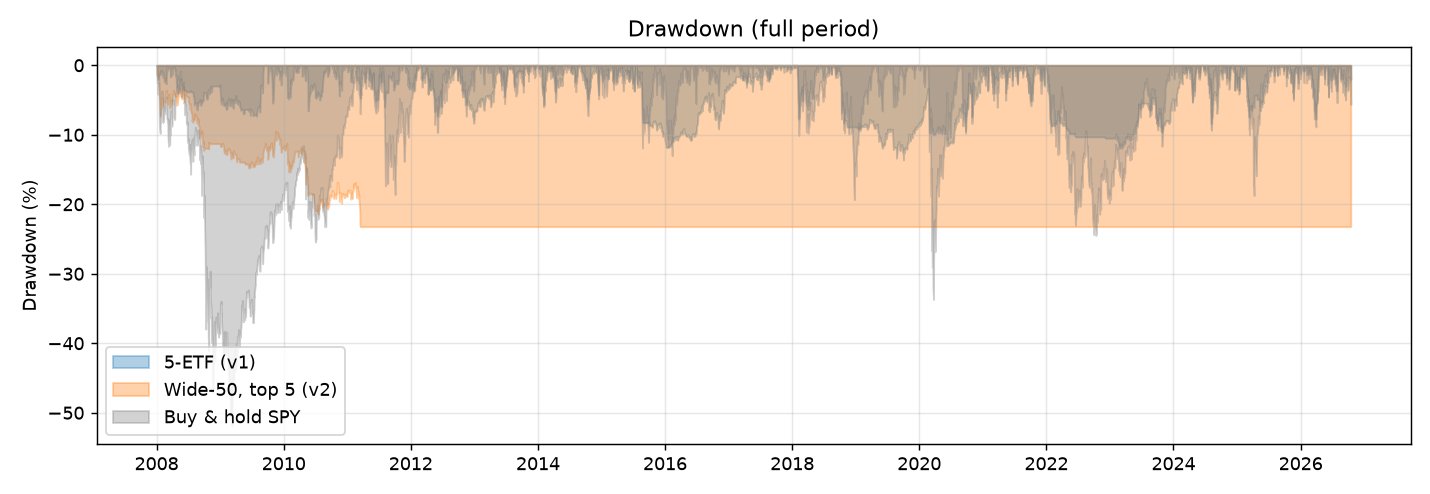 Drawdown (full period)
Drawdown (%)
0
−10
−20
−30
−40
−50
5-ETF (v1)
Wide-50, top 5 (v2)
Buy & hold SPY
2008 2010 2012 2014 2016 2018 2020 2022 2024 2026